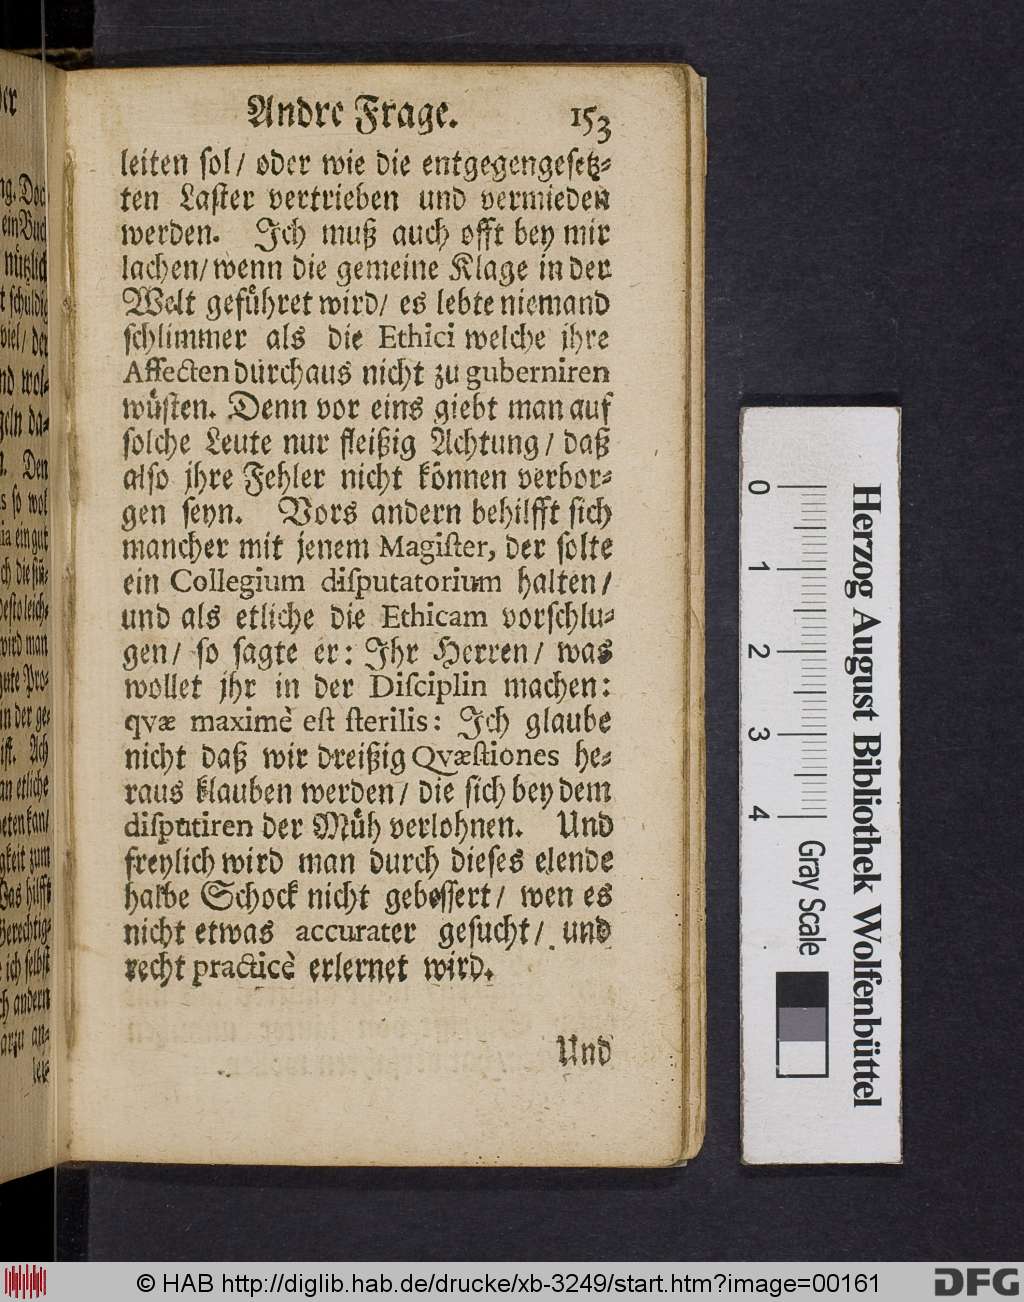 Andre Frage. 153
leiten sol/ oder wie die entgegengesetz-
ten Laster vertrieben und vermieden
werden. Ich muß auch offt bey mir
lachen/ wenn die gemeine Klage in der
Welt geführet wird/ es lebte niemand
schlimmer als die Ethici welche jhre
Affecten durchaus nicht zu guberniren
wüsten. Denn vor eins giebt man auf
solche Leute nur fleißig Achtung/ daß
also jhre Fehler nicht können verbor-
gen seyn. Vors andern behilfft sich
mancher mit jenem Magister, der solte
ein Collegium disputatorium halten/
und als etliche die Ethicam vorschlu-
gen/ so sagte er: Jhr Herren/ was
wollet jhr in der Disciplin machen:
qvæ maximè est sterilis: Ich glaube
nicht daß wir dreißig Qvæstiones he-
raus klauben werden/ die sich bey dem
disputiren der Müh verlohnen. Und
freylich wird man durch dieses elende
halbe Schock nicht gebessert/ wen es
nicht etwas accurater gesucht/ und
recht practicè erlernet wird.
Und
0 1 2 3 4
Gray Scale
Herzog August Bibliothek Wolfenbüttel
© HAB http://diglib.hab.de/drucke/xb-3249/start.htm?image=00161
DFG